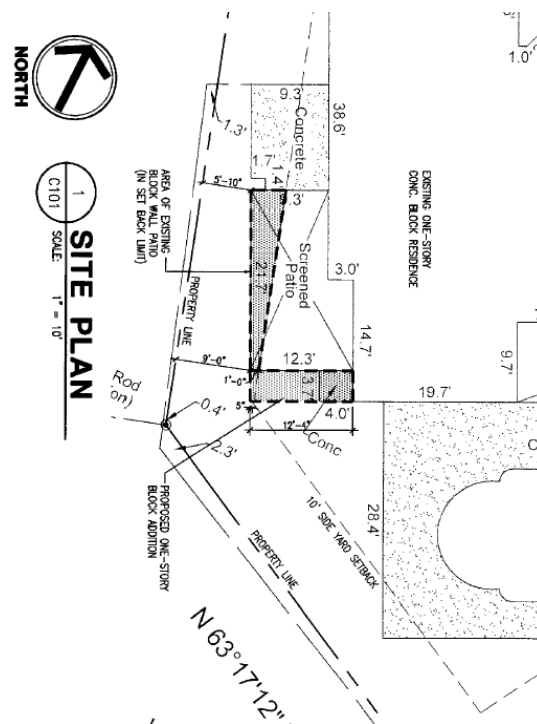 NORTH
1
C101
SITE PLAN
SCALE:
1" = 10'
9.3
Concrete
38.6'
1.0'
1.3'
5'-10"
1.7'
AREA OF EXISTING
BLOCK WALL PATIO
(IN SET BACK LIMIT)
EXISTING ONE-STORY
CONC. BLOCK RESIDENCE
Screened
Patio
21.7'
3.0'
PROPERTY LINE
14.7'
9'-0"
12.3'
1'-0"
9.7'
Rod
on)
0.4'
5"
4.0'
19.7'
12'-4"
Conc
2.3'
28.4'
PROPOSED ONE-STORY
BLOCK ADDITION
PROPERTY LINE
10' SIDE YARD SETBACK
N 63°17'12"